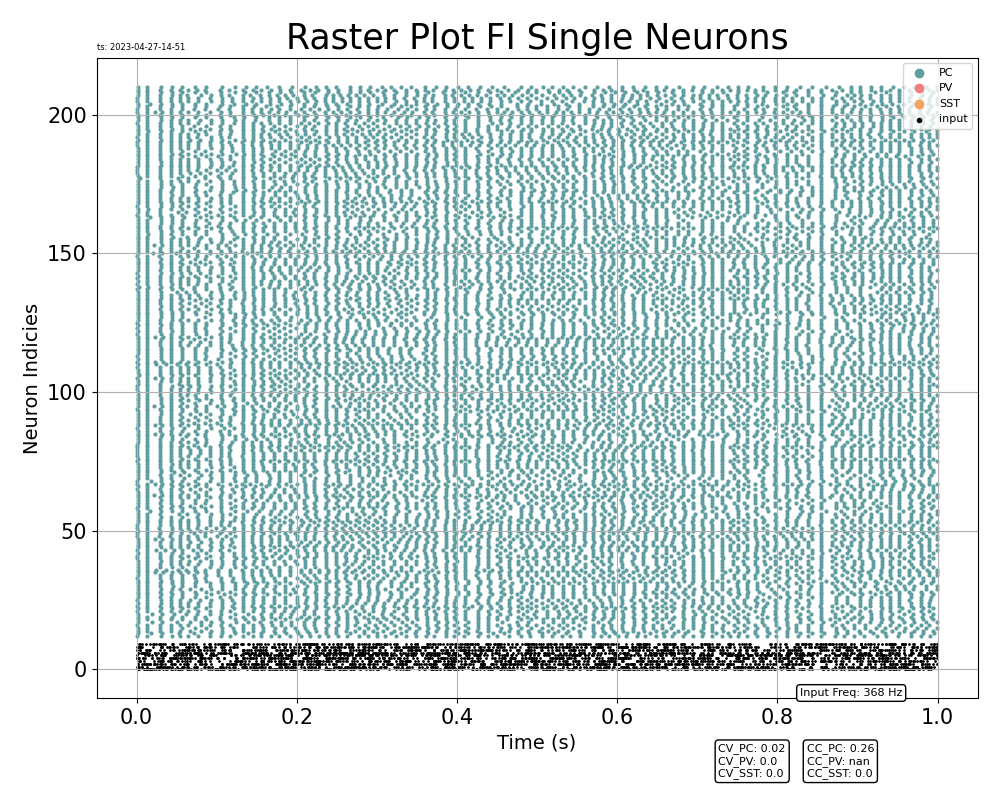 Raster Plot FI Single Neurons
ts: 2023-04-27-14-51
PC
PV
SST
input
200
150
100
50
0
Neuron Indicies
0.0 0.2 0.4 0.6 0.8 1.0
Time (s)
Input Freq: 368 Hz
CV_PC: 0.02
CV_PV: 0.0
CV_SST: 0.0
CC_PC: 0.26
CC_PV: nan
CC_SST: 0.0